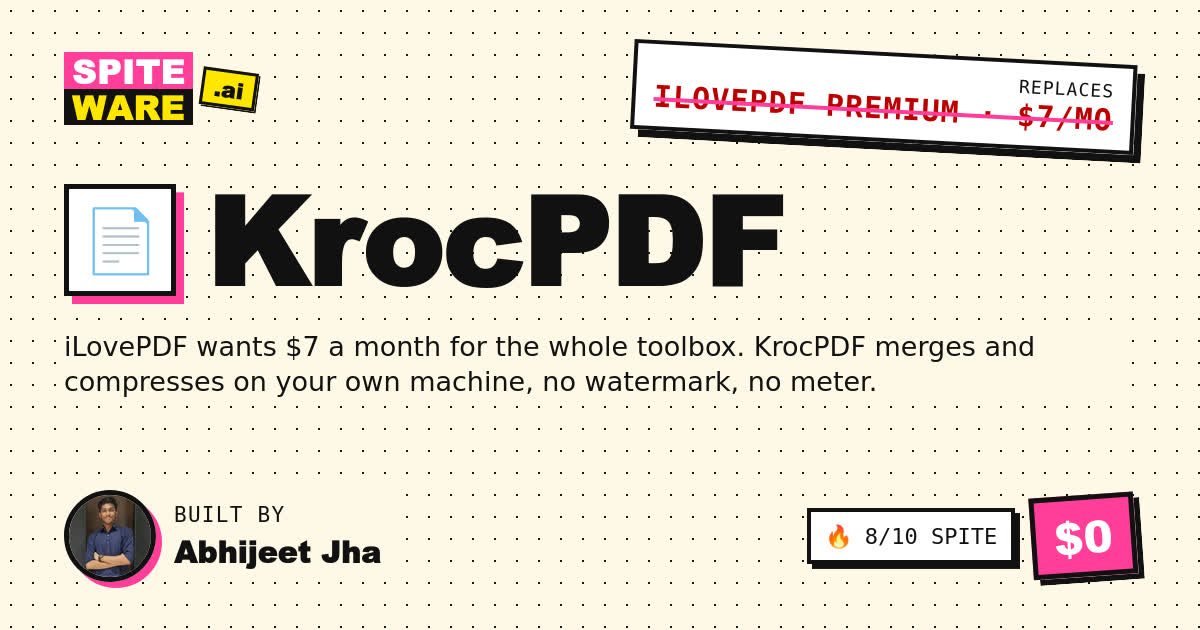 SPITE
WARE
.ai
REPLACES
ILOVEPDF PREMIUM · $7/MO
KrocPDF
iLovePDF wants $7 a month for the whole toolbox. KrocPDF merges and
compresses on your own machine, no watermark, no meter.
BUILT BY
Abhijeet Jha
🔥 8/10 SPITE
$0